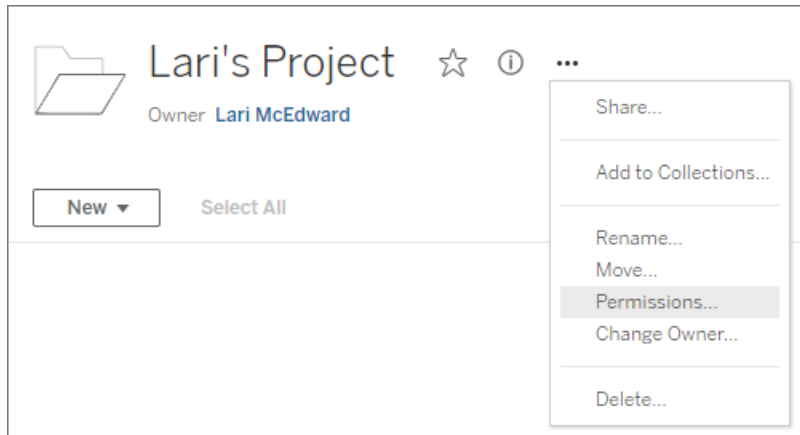 Lari's Project
Owner Lari McEdward
New
Select All
Share...
Add to Collections...
Rename...
Move...
Permissions...
Change Owner...
Delete...